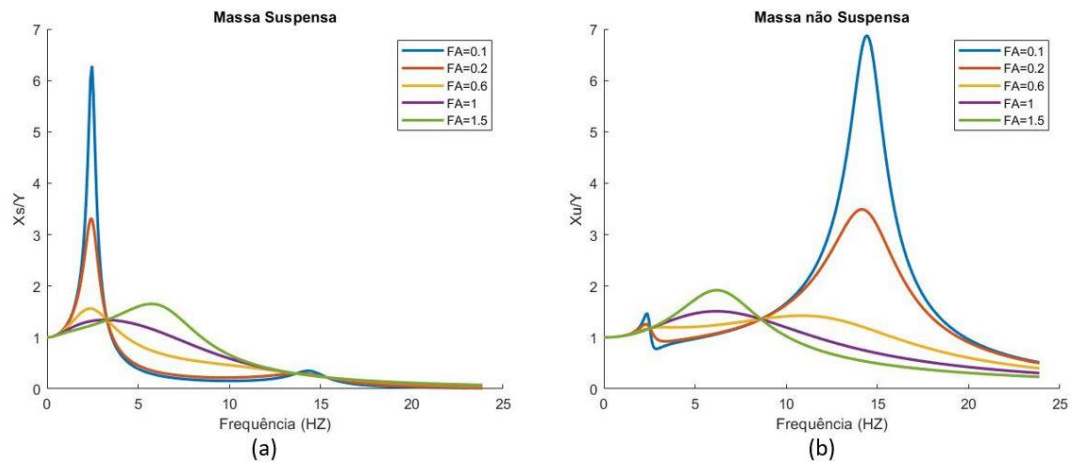 Massa Suspensa
7
6
5
4
3
2
1
0
Xs/Y
0 5 10 15 20 25
Frequência (HZ)
FA=0.1
FA=0.2
FA=0.6
FA=1
FA=1.5
(a)
Massa não Suspensa
7
6
5
4
3
2
1
0
Xu/Y
0 5 10 15 20 25
Frequência (HZ)
FA=0.1
FA=0.2
FA=0.6
FA=1
FA=1.5
(b)